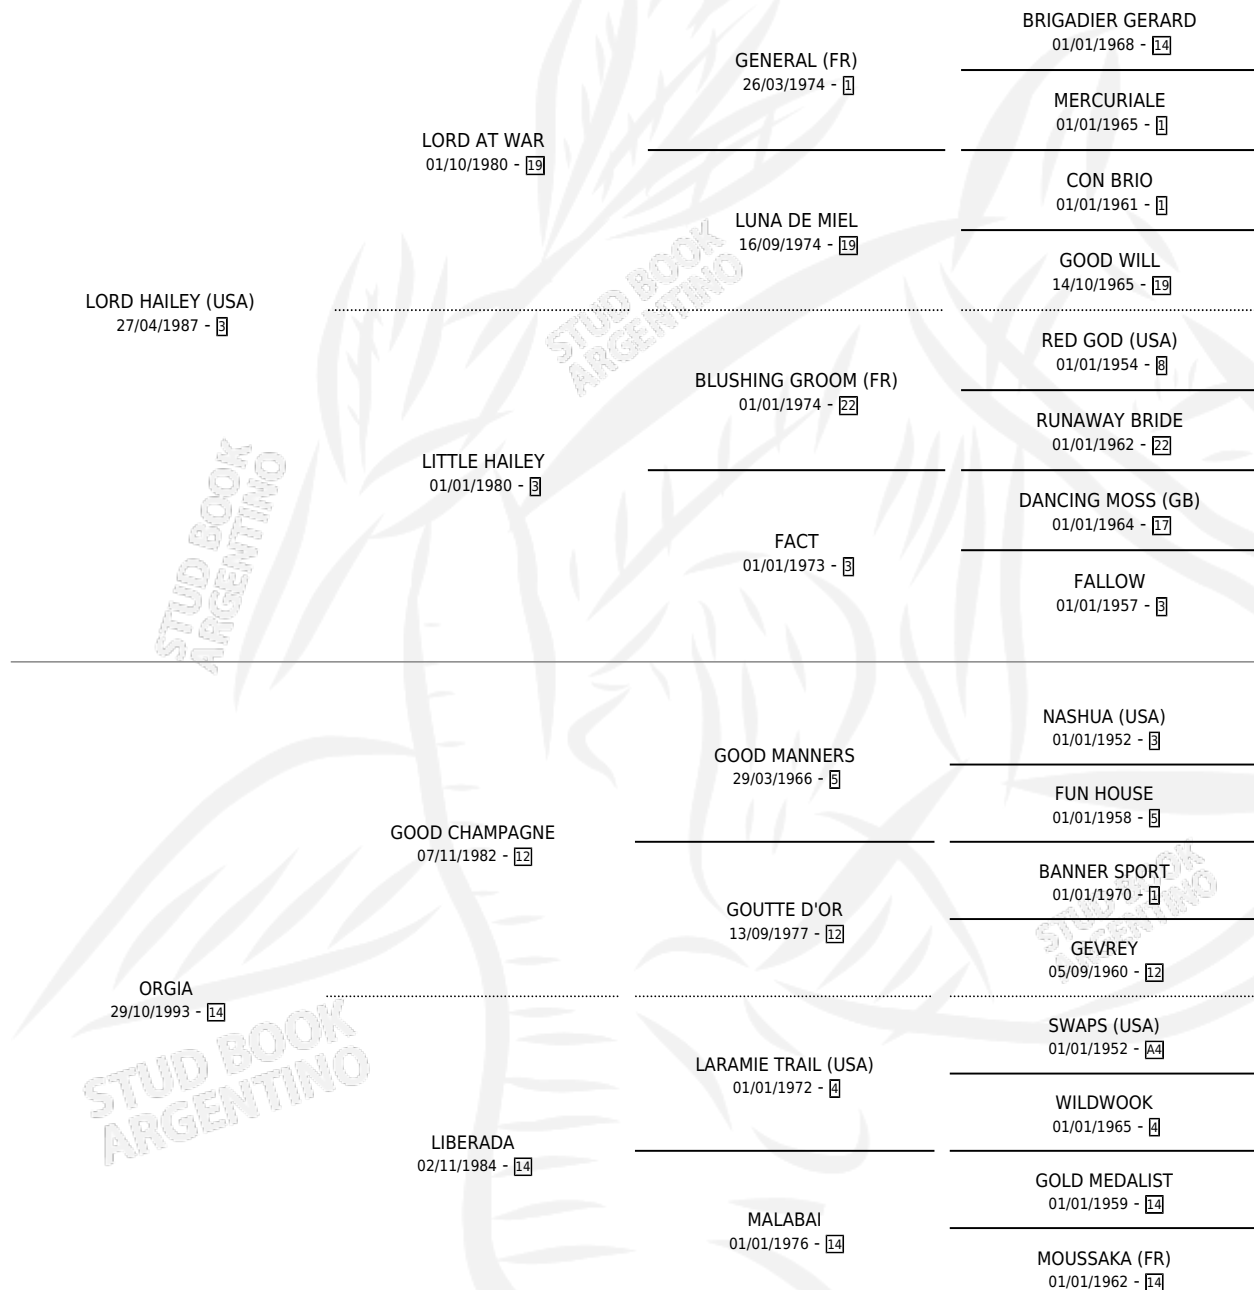 BRIGADIER GERARD
01/01/1968 - 14
GENERAL (FR)
26/03/1974 - 1
MERCURIALE
01/01/1965 - 1
LORD AT WAR
01/10/1980 - 19
CON BRIO
01/01/1961 - 1
LUNA DE MIEL
16/09/1974 - 19
GOOD WILL
14/10/1965 - 19
LORD HAILEY (USA)
27/04/1987 - 3
RED GOD (USA)
01/01/1954 - 8
BLUSHING GROOM (FR)
01/01/1974 - 22
RUNAWAY BRIDE
01/01/1962 - 22
LITTLE HAILEY
01/01/1980 - 3
DANCING MOSS (GB)
01/01/1964 - 17
FACT
01/01/1973 - 3
FALLOW
01/01/1957 - 3
NASHUA (USA)
01/01/1952 - 3
GOOD MANNERS
29/03/1966 - 5
FUN HOUSE
01/01/1958 - 5
GOOD CHAMPAGNE
07/11/1982 - 12
BANNER SPORT
01/01/1970 - 1
GOUTTE D'OR
13/09/1977 - 12
GEVREY
05/09/1960 - 12
ORGIA
29/10/1993 - 14
SWAPS (USA)
01/01/1952 - A4
LARAMIE TRAIL (USA)
01/01/1972 - 4
WILDWOOK
01/01/1965 - 4
LIBERADA
02/11/1984 - 14
GOLD MEDALIST
01/01/1959 - 14
MALABAI
01/01/1976 - 14
MOUSSAKA (FR)
01/01/1962 - 14
STUD BOOK
ARGENTINO
STUD BOOK
ARGENTINO
STUD BOOK
ARGENTINO
STUD BOOK
ARGENTINO